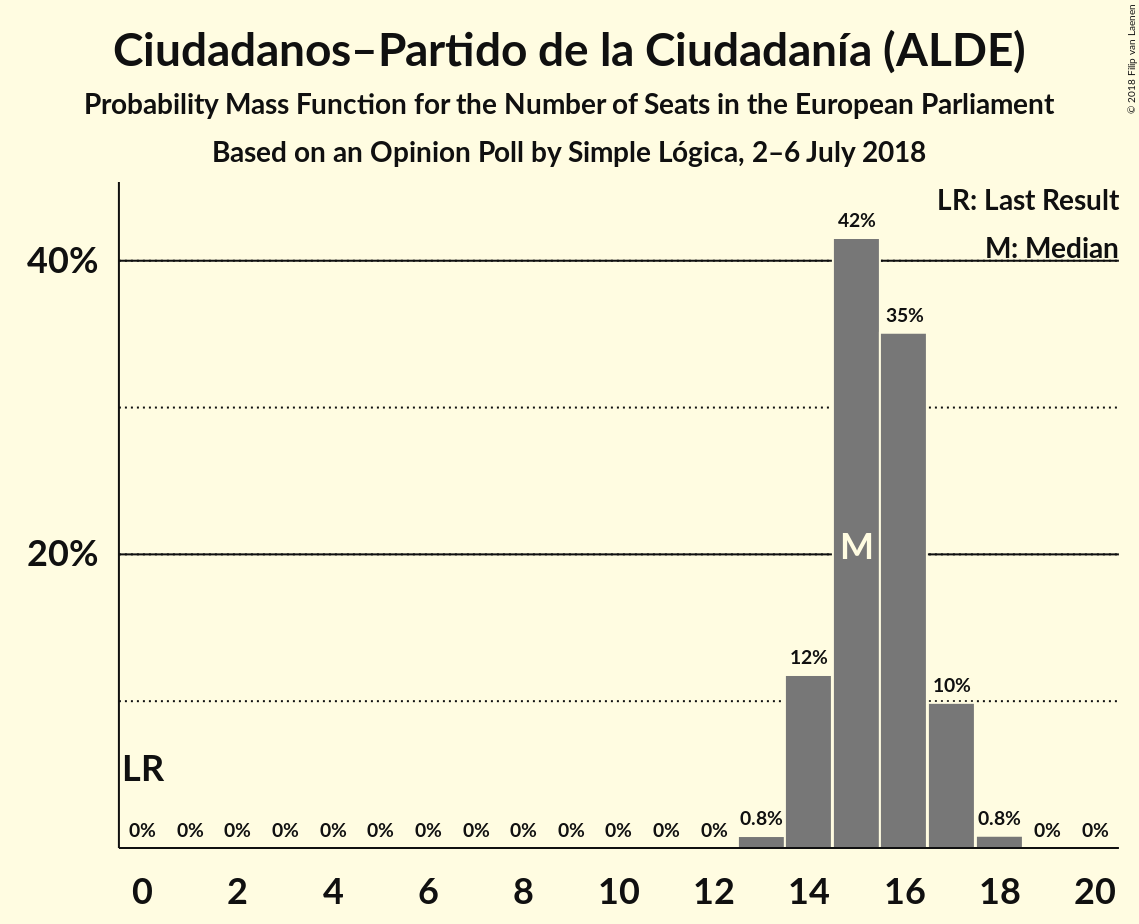 Ciudadanos–Partido de la Ciudadanía (ALDE)
Probability Mass Function for the Number of Seats in the European Parliament
Based on an Opinion Poll by Simple Lógica, 2–6 July 2018
© 2018 Filip van Laenen
LR: Last Result
M: Median
42%
40%
35%
20%
M
12%
10%
LR
0% 0% 0% 0% 0% 0% 0% 0% 0% 0% 0% 0% 0% 0.8% 0.8% 0% 0%
0 2 4 6 8 10 12 14 16 18 20